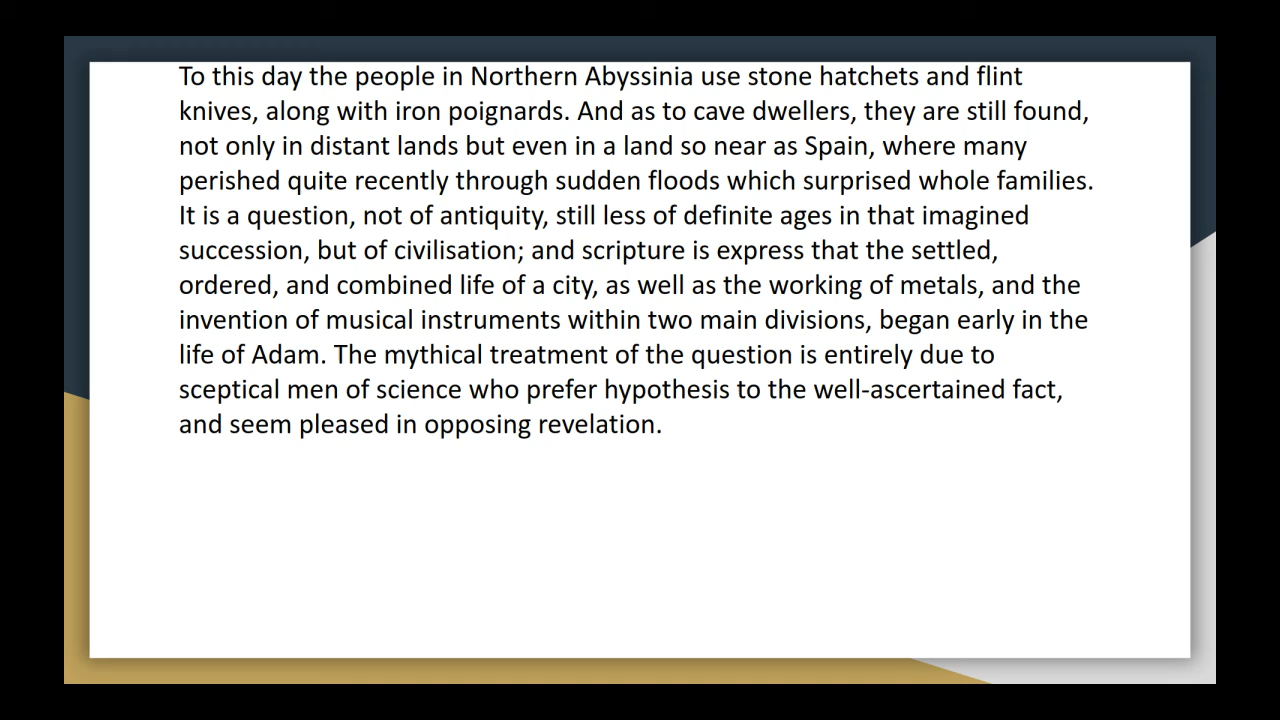 To this day the people in Northern Abyssinia use stone hatchets and flint
knives, along with iron poignards. And as to cave dwellers, they are still found,
not only in distant lands but even in a land so near as Spain, where many
perished quite recently through sudden floods which surprised whole families.
It is a question, not of antiquity, still less of definite ages in that imagined
succession, but of civilisation; and scripture is express that the settled,
ordered, and combined life of a city, as well as the working of metals, and the
invention of musical instruments within two main divisions, began early in the
life of Adam. The mythical treatment of the question is entirely due to
sceptical men of science who prefer hypothesis to the well-ascertained fact,
and seem pleased in opposing revelation.